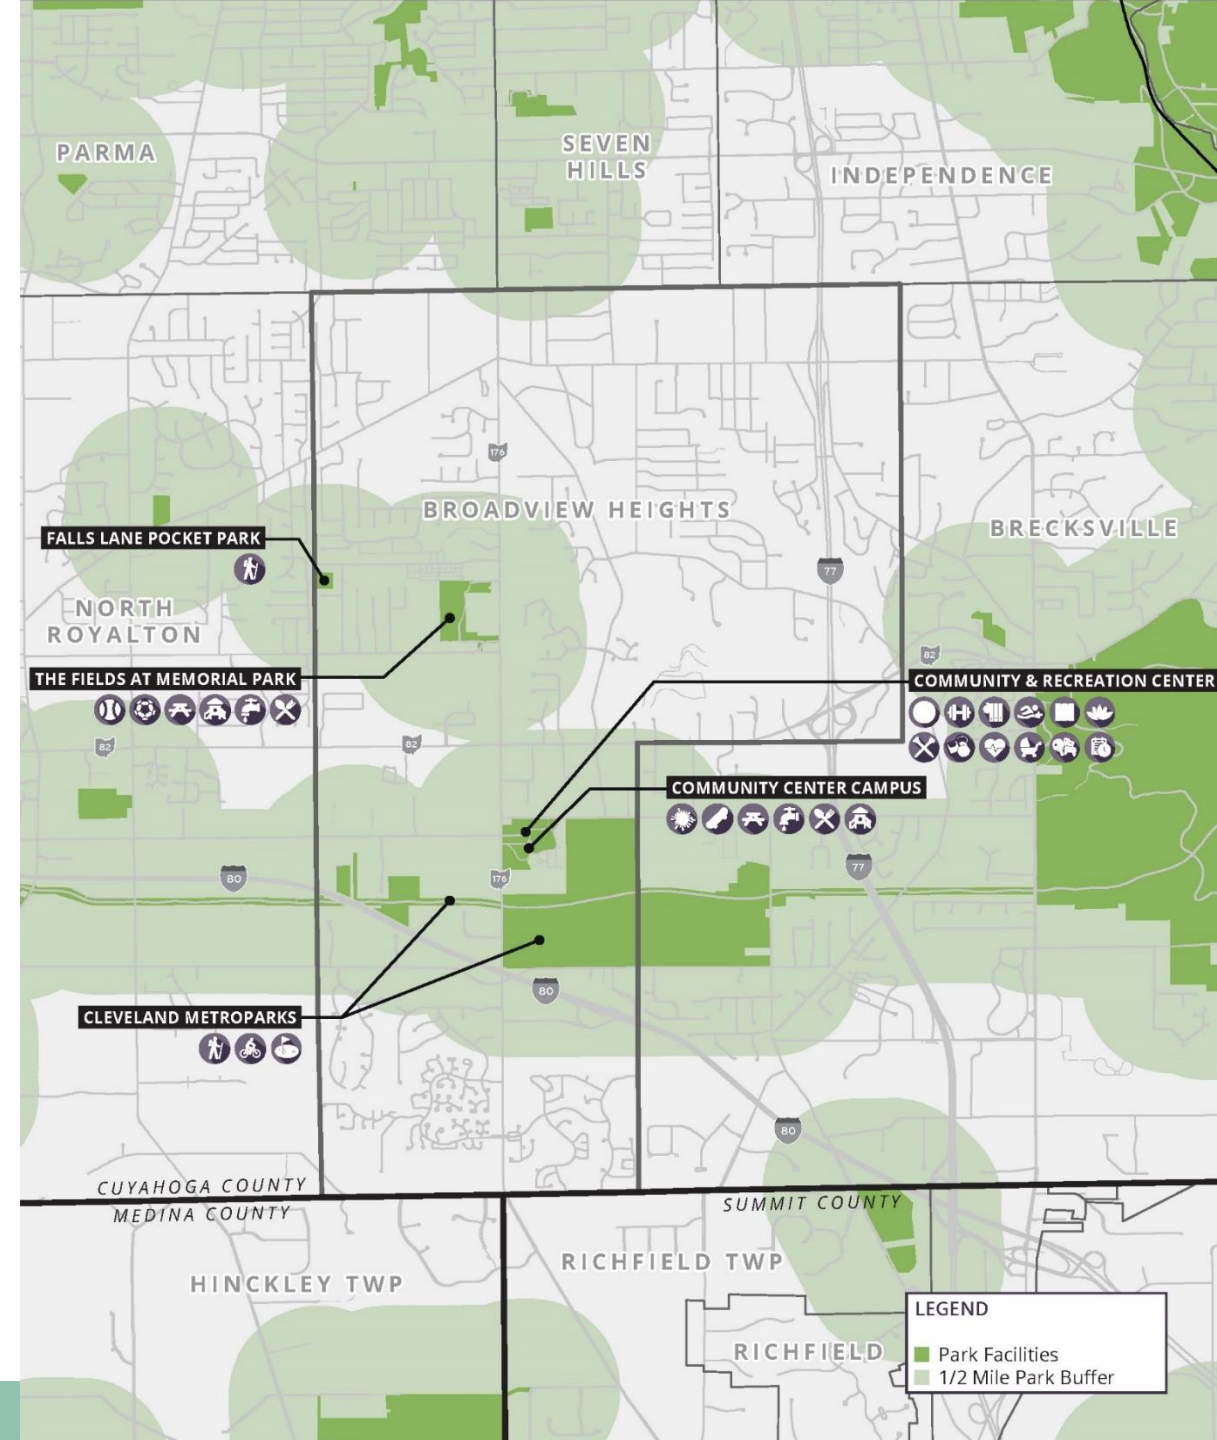 PARMA
SEVEN
HILLS
INDEPENDENCE
176
BROADVIEW HEIGHTS
BRECKSVILLE
FALLS LANE POCKET PARK
77
NORTH
ROYALTON
82
THE FIELDS AT MEMORIAL PARK
COMMUNITY & RECREATION CENTER
82
82
COMMUNITY CENTER CAMPUS
80
176
77
80
CLEVELAND METROPARKS
80
CUYAHOGA COUNTY
MEDINA COUNTY
SUMMIT COUNTY
HINCKLEY TWP
RICHFIELD TWP
RICHFIELD
LEGEND
Park Facilities
1/2 Mile Park Buffer